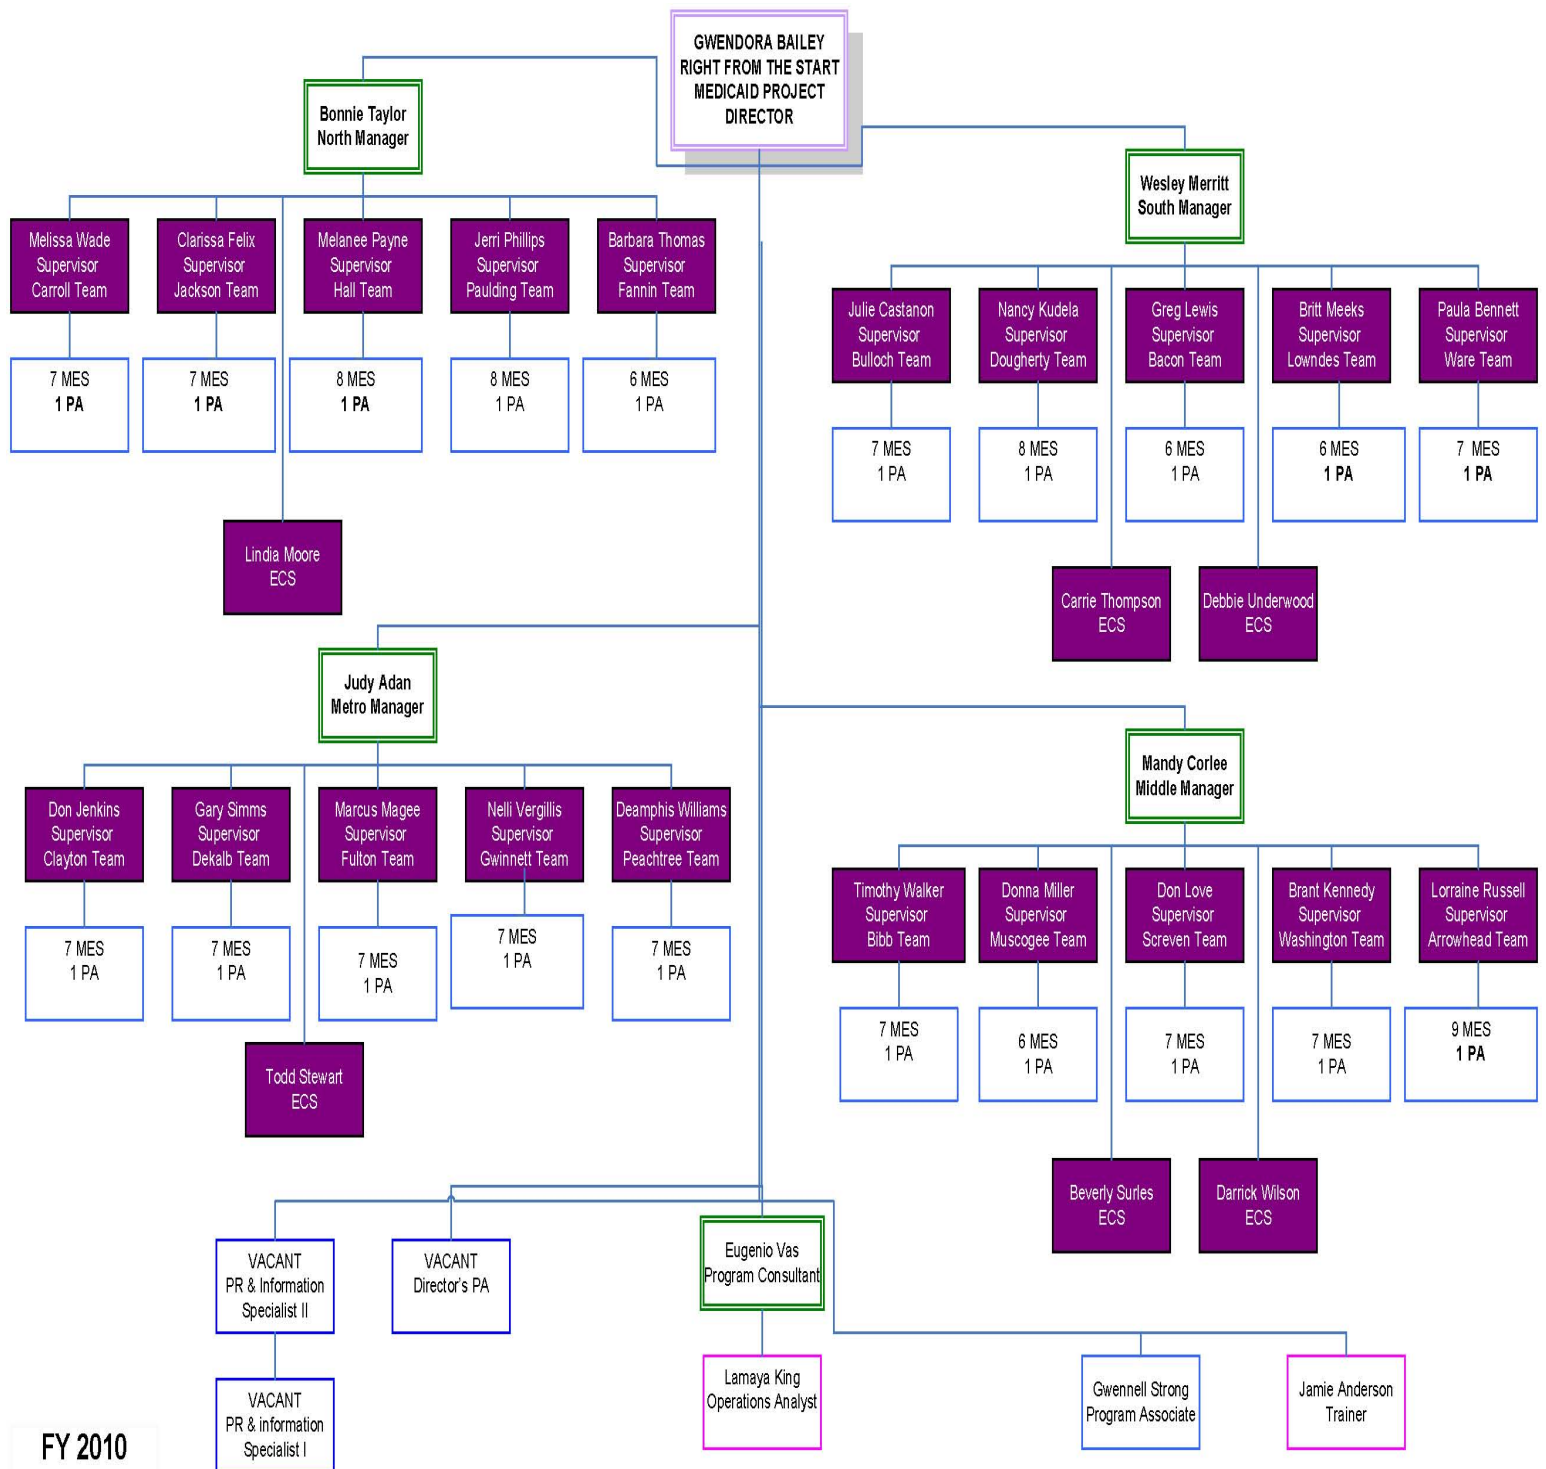 GWENDORA BAILEY
RIGHT FROM THE START
MEDICAID PROJECT
DIRECTOR
Bonnie Taylor
North Manager
Wesley Merritt
South Manager
Melissa Wade
Supervisor
Carroll Team
Clarissa Felix
Supervisor
Jackson Team
Melanee Payne
Supervisor
Hall Team
Jerri Phillips
Supervisor
Paulding Team
Barbara Thomas
Supervisor
Fannin Team
7 MES
1 PA
7 MES
1 PA
8 MES
1 PA
8 MES
1 PA
6 MES
1 PA
Lindia Moore
ECS
Julie Castanon
Supervisor
Bulloch Team
Nancy Kudela
Supervisor
Dougherty Team
Greg Lewis
Supervisor
Bacon Team
Britt Meeks
Supervisor
Lowndes Team
Paula Bennett
Supervisor
Ware Team
7 MES
1 PA
8 MES
1 PA
6 MES
1 PA
6 MES
1 PA
7 MES
1 PA
Carrie Thompson
ECS
Debbie Underwood
ECS
Judy Adan
Metro Manager
Mandy Corlee
Middle Manager
Don Jenkins
Supervisor
Clayton Team
Gary Simms
Supervisor
Dekalb Team
Marcus Magee
Supervisor
Fulton Team
Nelli Vergillis
Supervisor
Gwinnett Team
Deamphis Williams
Supervisor
Peachtree Team
7 MES
1 PA
7 MES
1 PA
7 MES
1 PA
7 MES
1 PA
7 MES
1 PA
Todd Stewart
ECS
Timothy Walker
Supervisor
Bibb Team
Donna Miller
Supervisor
Muscogee Team
Don Love
Supervisor
Screven Team
Brant Kennedy
Supervisor
Washington Team
Lorraine Russell
Supervisor
Arrowhead Team
7 MES
1 PA
6 MES
1 PA
7 MES
1 PA
7 MES
1 PA
9 MES
1 PA
Beverly Surles
ECS
Darrick Wilson
ECS
VACANT
PR & Information
Specialist II
VACANT
Director's PA
Eugenio Vas
Program Consultant
VACANT
PR & information
Specialist I
Lamaya King
Operations Analyst
Gwennell Strong
Program Associate
Jamie Anderson
Trainer
FY 2010